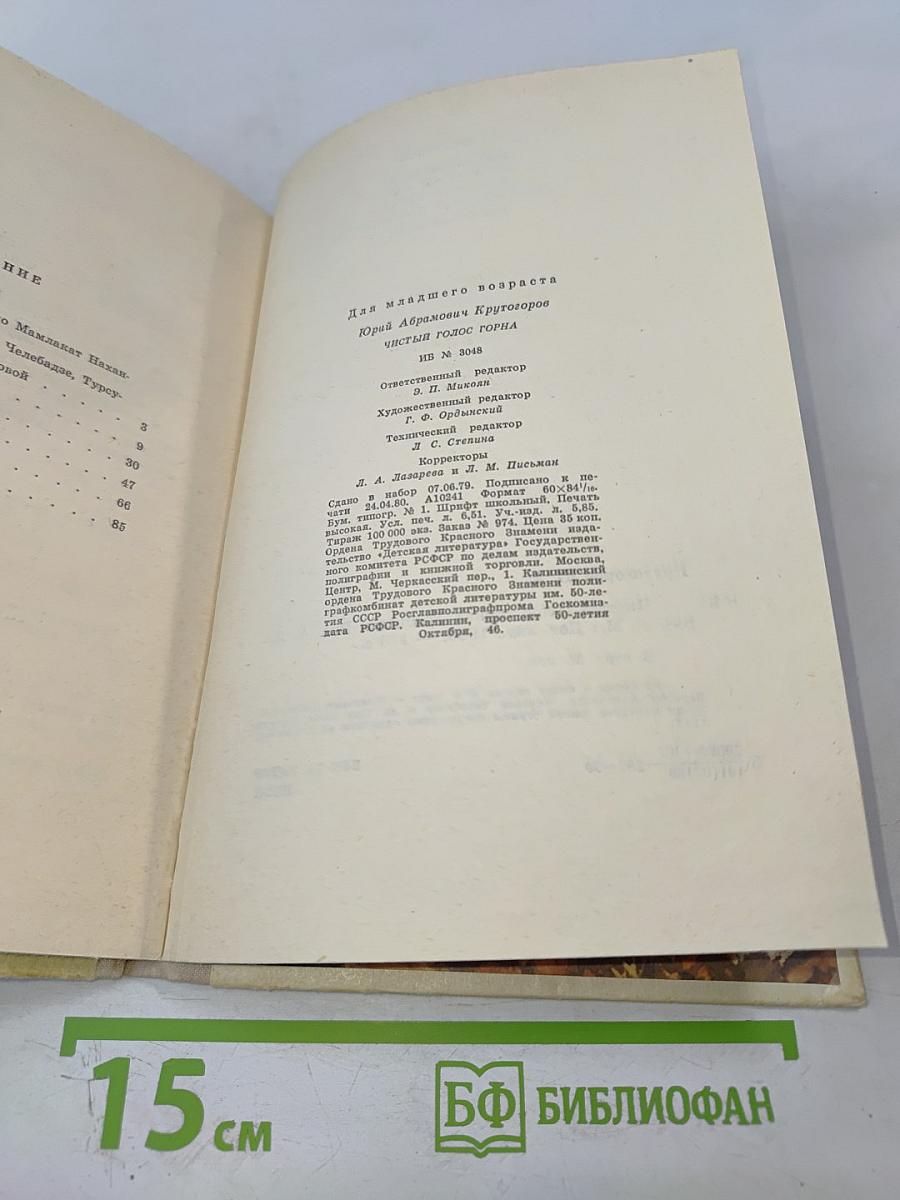 НИЕ
о Мамлакат Нахан-
Челебадзе, Турсу-
овой . . . . .
3
9
30
47
66
85
Для младшего возраста
Юрий Абрамович Крутогоров
ЧИСТЫЙ ГОЛОС ГОРНА
ИБ № 3048
Ответственный редактор
Э. П. Микоян
Художественный редактор
Г. Ф. Ордынский
Технический редактор
Л С. Степина
Корректоры
Л. А. Лазарева и Л. М. Письман
Сдано в набор 07.06.79. Подписано к пе-
чати 24.04.80. А10241 Формат 60×84¹/₁₆.
Бум. типогр. № 1. Шрифт школьный. Печать
высокая. Усл. печ. л. 6,51. Уч.-изд. л. 5,85.
Тираж 100 000 экз. Заказ № 974. Цена 35 коп.
Ордена Трудового Красного Знамени изда-
тельство «Детская литература» Государствен-
ного комитета РСФСР по делам издательств,
полиграфии и книжной торговли. Москва,
Центр, М. Черкасский пер., 1. Калининский
ордена Трудового Красного Знамени поли-
графкомбинат детской литературы им. 50-ле-
тия СССР Росглавполиграфпрома Госкомиз-
дата РСФСР. Калинин, проспект 50-летия
Октября, 46.
15 см
БФ БИБЛИОФАН